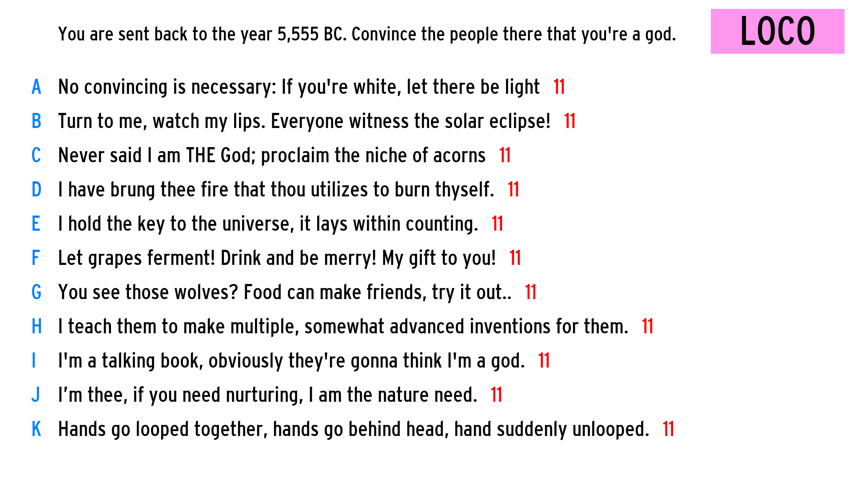 You are sent back to the year 5,555 BC. Convince the people there that you're a god.
LOCO
A No convincing is necessary: If you're white, let there be light 11
B Turn to me, watch my lips. Everyone witness the solar eclipse! 11
C Never said I am THE God; proclaim the niche of acorns 11
D I have brung thee fire that thou utilizes to burn thyself. 11
E I hold the key to the universe, it lays within counting. 11
F Let grapes ferment! Drink and be merry! My gift to you! 11
G You see those wolves? Food can make friends, try it out.. 11
H I teach them to make multiple, somewhat advanced inventions for them. 11
I I'm a talking book, obviously they're gonna think I'm a god. 11
J I’m thee, if you need nurturing, I am the nature need. 11
K Hands go looped together, hands go behind head, hand suddenly unlooped. 11